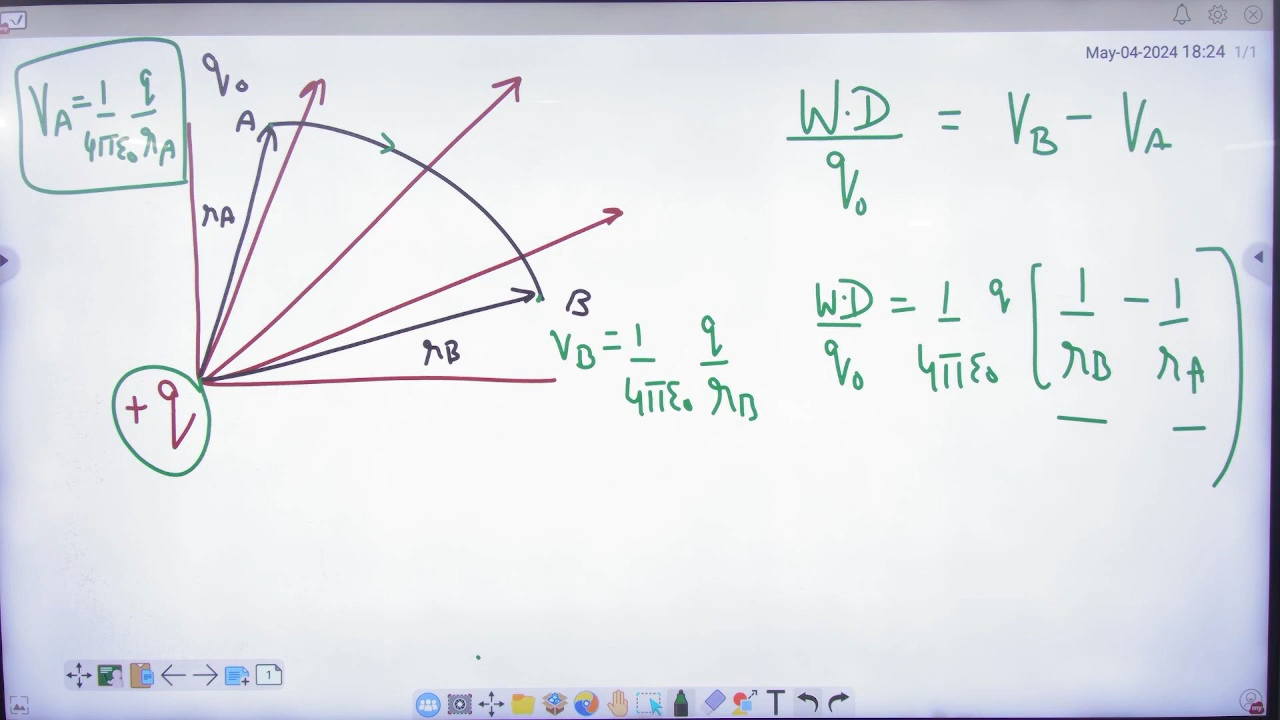 May-04-2024 18:24 1/1
V_A = 1/4πε₀ q/r_A
q₀
A
r_A
B
r_B
+q
V_B = 1/4πε₀ q/r_B
W.D/q₀ = V_B - V_A
W.D/q₀ = 1/4πε₀ q [1/r_B - 1/r_A]
1
T